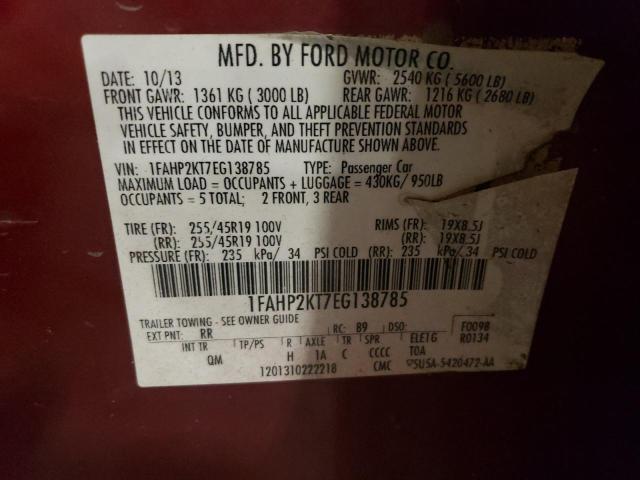 MFD. BY FORD MOTOR CO.
DATE: 10/13 GVWR: 2540 KG ( 5600 LB)
FRONT GAWR: 1361 KG ( 3000 LB) REAR GAWR: 1216 KG ( 2680 LB)
THIS VEHICLE CONFORMS TO ALL APPLICABLE FEDERAL MOTOR
VEHICLE SAFETY, BUMPER, AND THEFT PREVENTION STANDARDS
IN EFFECT ON THE DATE OF MANUFACTURE SHOWN ABOVE.
VIN: 1FAHP2KT7EG138785 TYPE: Passenger Car
MAXIMUM LOAD = OCCUPANTS + LUGGAGE = 430KG/ 950LB
OCCUPANTS = 5 TOTAL; 2 FRONT, 3 REAR
TIRE (FR): 255/45R19 100V RIMS (FR): 19X8.5J
(RR): 255/45R19 100V (RR): 19X8.5J
PRESSURE (FR): 235 kPa/ 34 PSI COLD (RR): 235 kPa/ 34 PSI COLD
1FAHP2KT7EG138785
TRAILER TOWING - SEE OWNER GUIDE F0098
EXT PNT: RR RC: B9 DSO: R0134
INT TR TP/PS R AXLE TR SPR ELE1G
QM H 1A C CCCC T0A
1201310222218 CMC 5U5A-5420472-AA